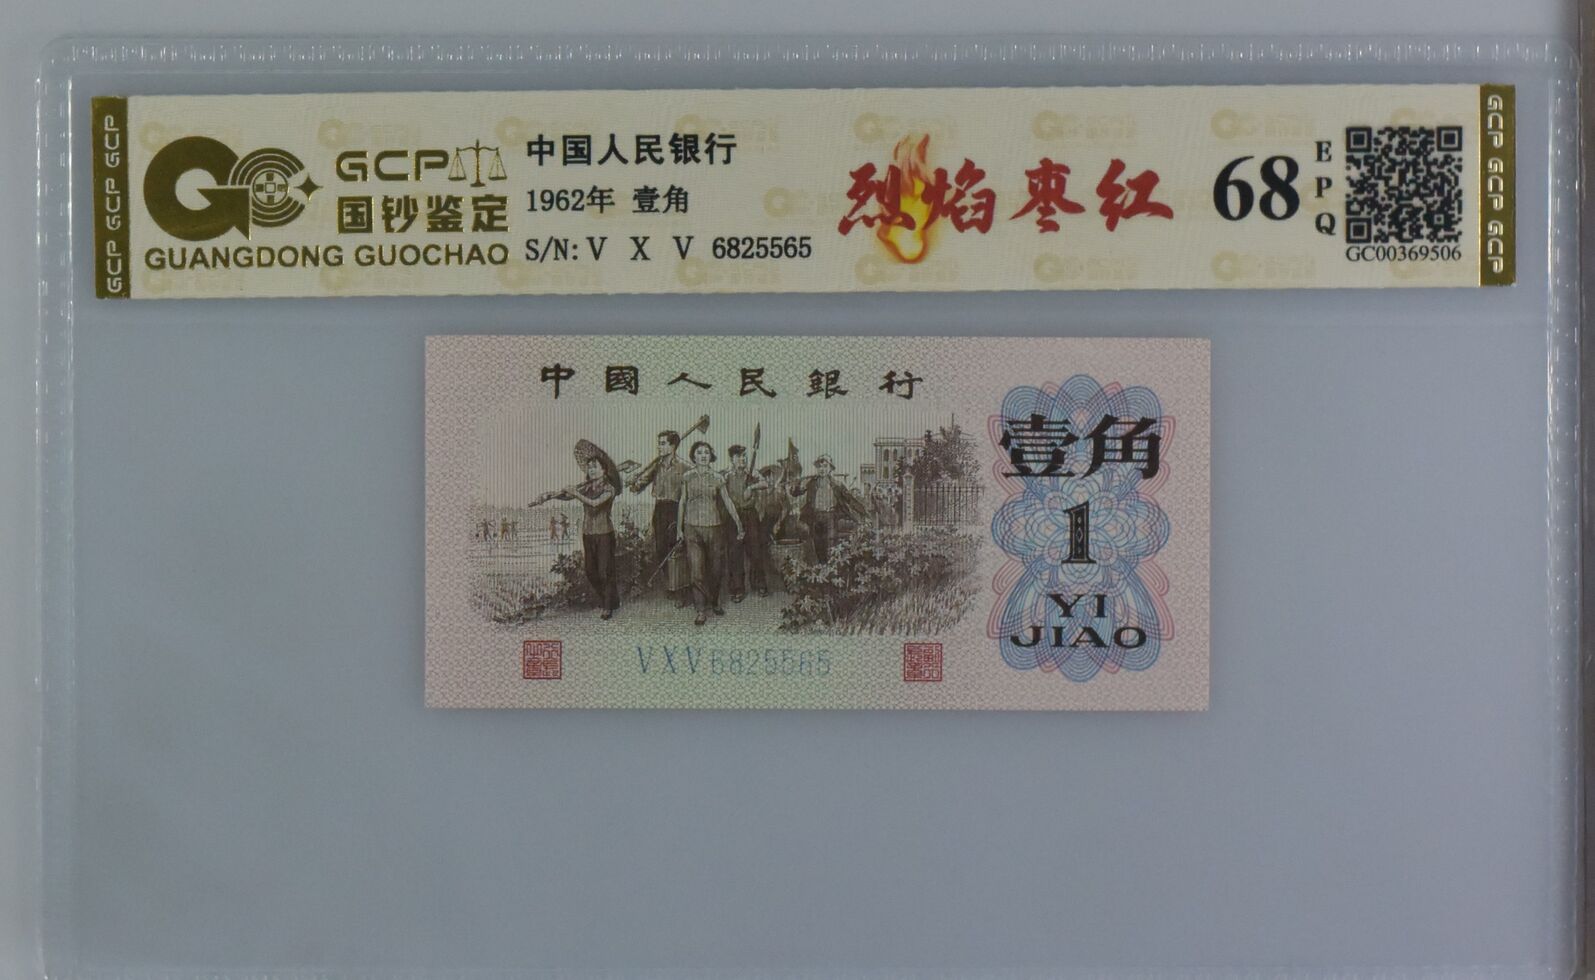 GCP GCP GCP
GCP
国钞鉴定
GUANGDONG GUOCHAO
中国人民银行
1962年 壹角
S/N: V X V 6825565
烈焰枣红
68
EPQ
GC00369506
GCP GCP GCP
中國人民銀行
壹角
1
YI
JIAO
VXV6825565